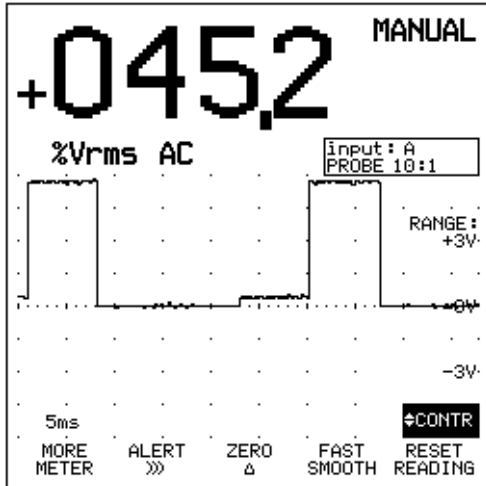 MANUAL
+045,2
%Vrms AC
input: A
PROBE 10:1
RANGE:
+3V
0V
-3V
5ms
CONTR
MORE METER
ALERT
ZERO Δ
FAST SMOOTH
RESET READING